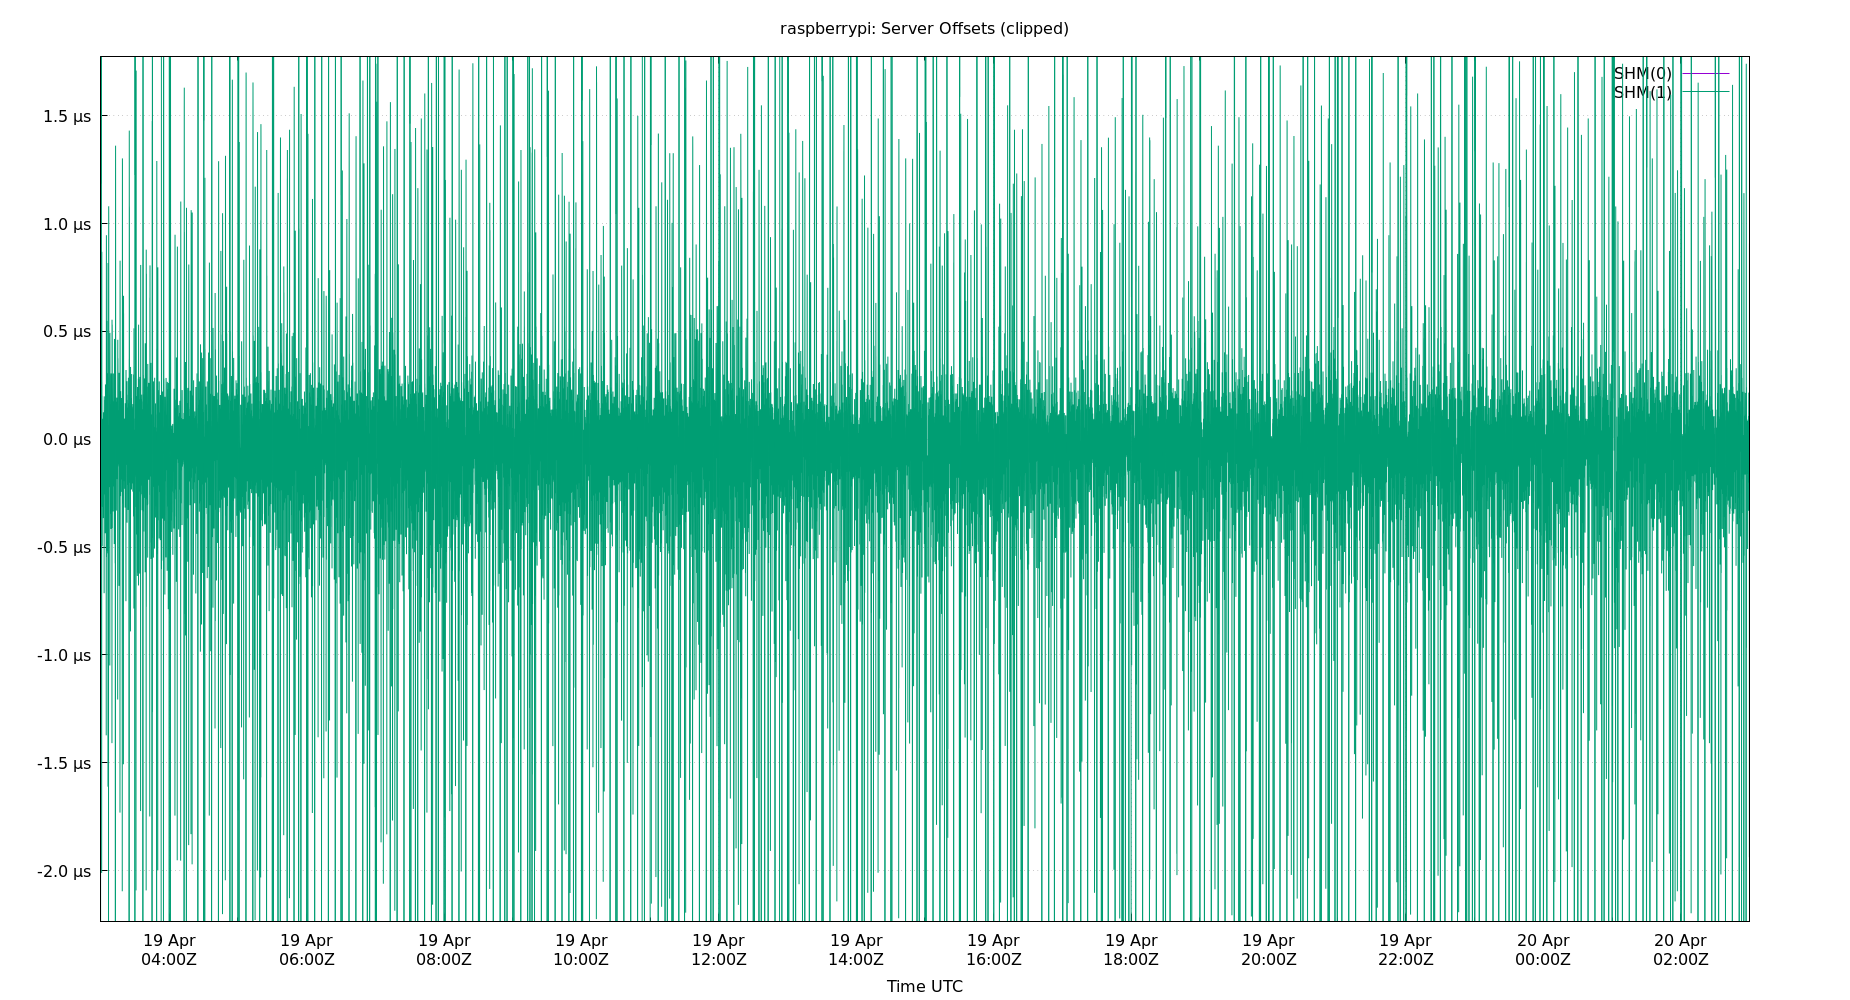 raspberrypi: Server Offsets (clipped)
SHM(0)
SHM(1)
1.5 µs
1.0 µs
0.5 µs
0.0 µs
-0.5 µs
-1.0 µs
-1.5 µs
-2.0 µs
19 Apr 19 Apr 19 Apr 19 Apr 19 Apr 19 Apr 19 Apr 19 Apr 19 Apr 19 Apr 20 Apr 20 Apr
04:00Z 06:00Z 08:00Z 10:00Z 12:00Z 14:00Z 16:00Z 18:00Z 20:00Z 22:00Z 00:00Z 02:00Z
Time UTC